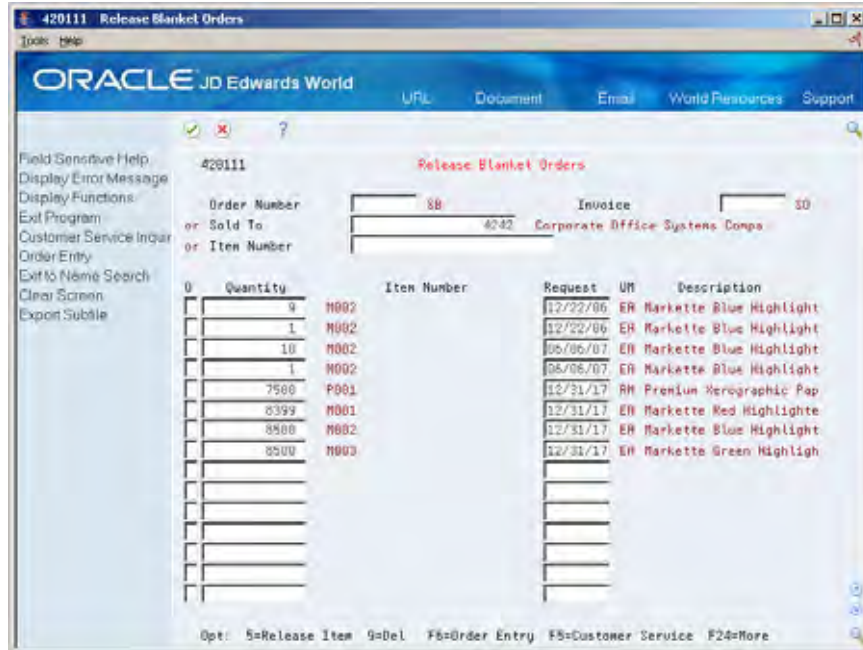 420111 Release Blanket Orders
Tools Help
ORACLE JD Edwards World
URL Document Email World Resources Support
?
Field Sensitive Help
Display Error Message
Display Functions
Exit Program
Customer Service Inquir
Order Entry
Exit to Name Search
Clear Screen
Export Subfile
420111 Release Blanket Orders
Order Number SB Invoice SO
or Sold To 4242 Corporate Office Systems Compa
or Item Number
O Quantity Item Number Request UM Description
9 M002 12/22/06 EA Markette Blue Highlight
1 M002 12/22/06 EA Markette Blue Highlight
10 M002 06/06/07 EA Markette Blue Highlight
1 M002 06/06/07 EA Markette Blue Highlight
7500 P001 12/31/17 RM Premium Xerographic Pap
8399 M001 12/31/17 EA Markette Red Highlighte
8500 M002 12/31/17 EA Markette Blue Highlight
8500 M003 12/31/17 EA Markette Green Highligh
Opt: 5=Release Item 9=Del F6=Order Entry F5=Customer Service F24=More